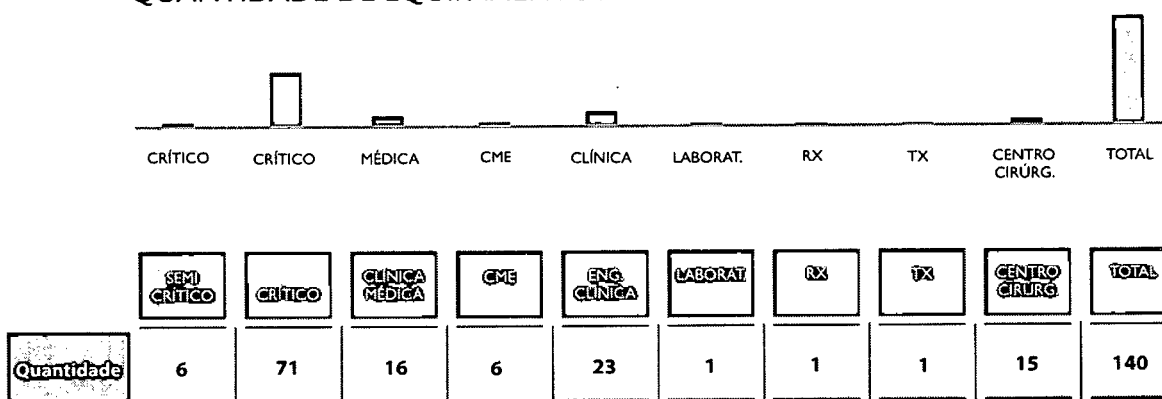 CRÍTICO CRÍTICO MÉDICA CME CLÍNICA LABORAT. RX TX CENTRO CIRÚRG. TOTAL
SEMI CRÍTICO CRÍTICO CLÍNICA MÉDICA CME ENG. CLÍNICA LABORAT. RX TX CENTRO CIRURG. TOTAL
Quantidade 6 71 16 6 23 1 1 1 15 140